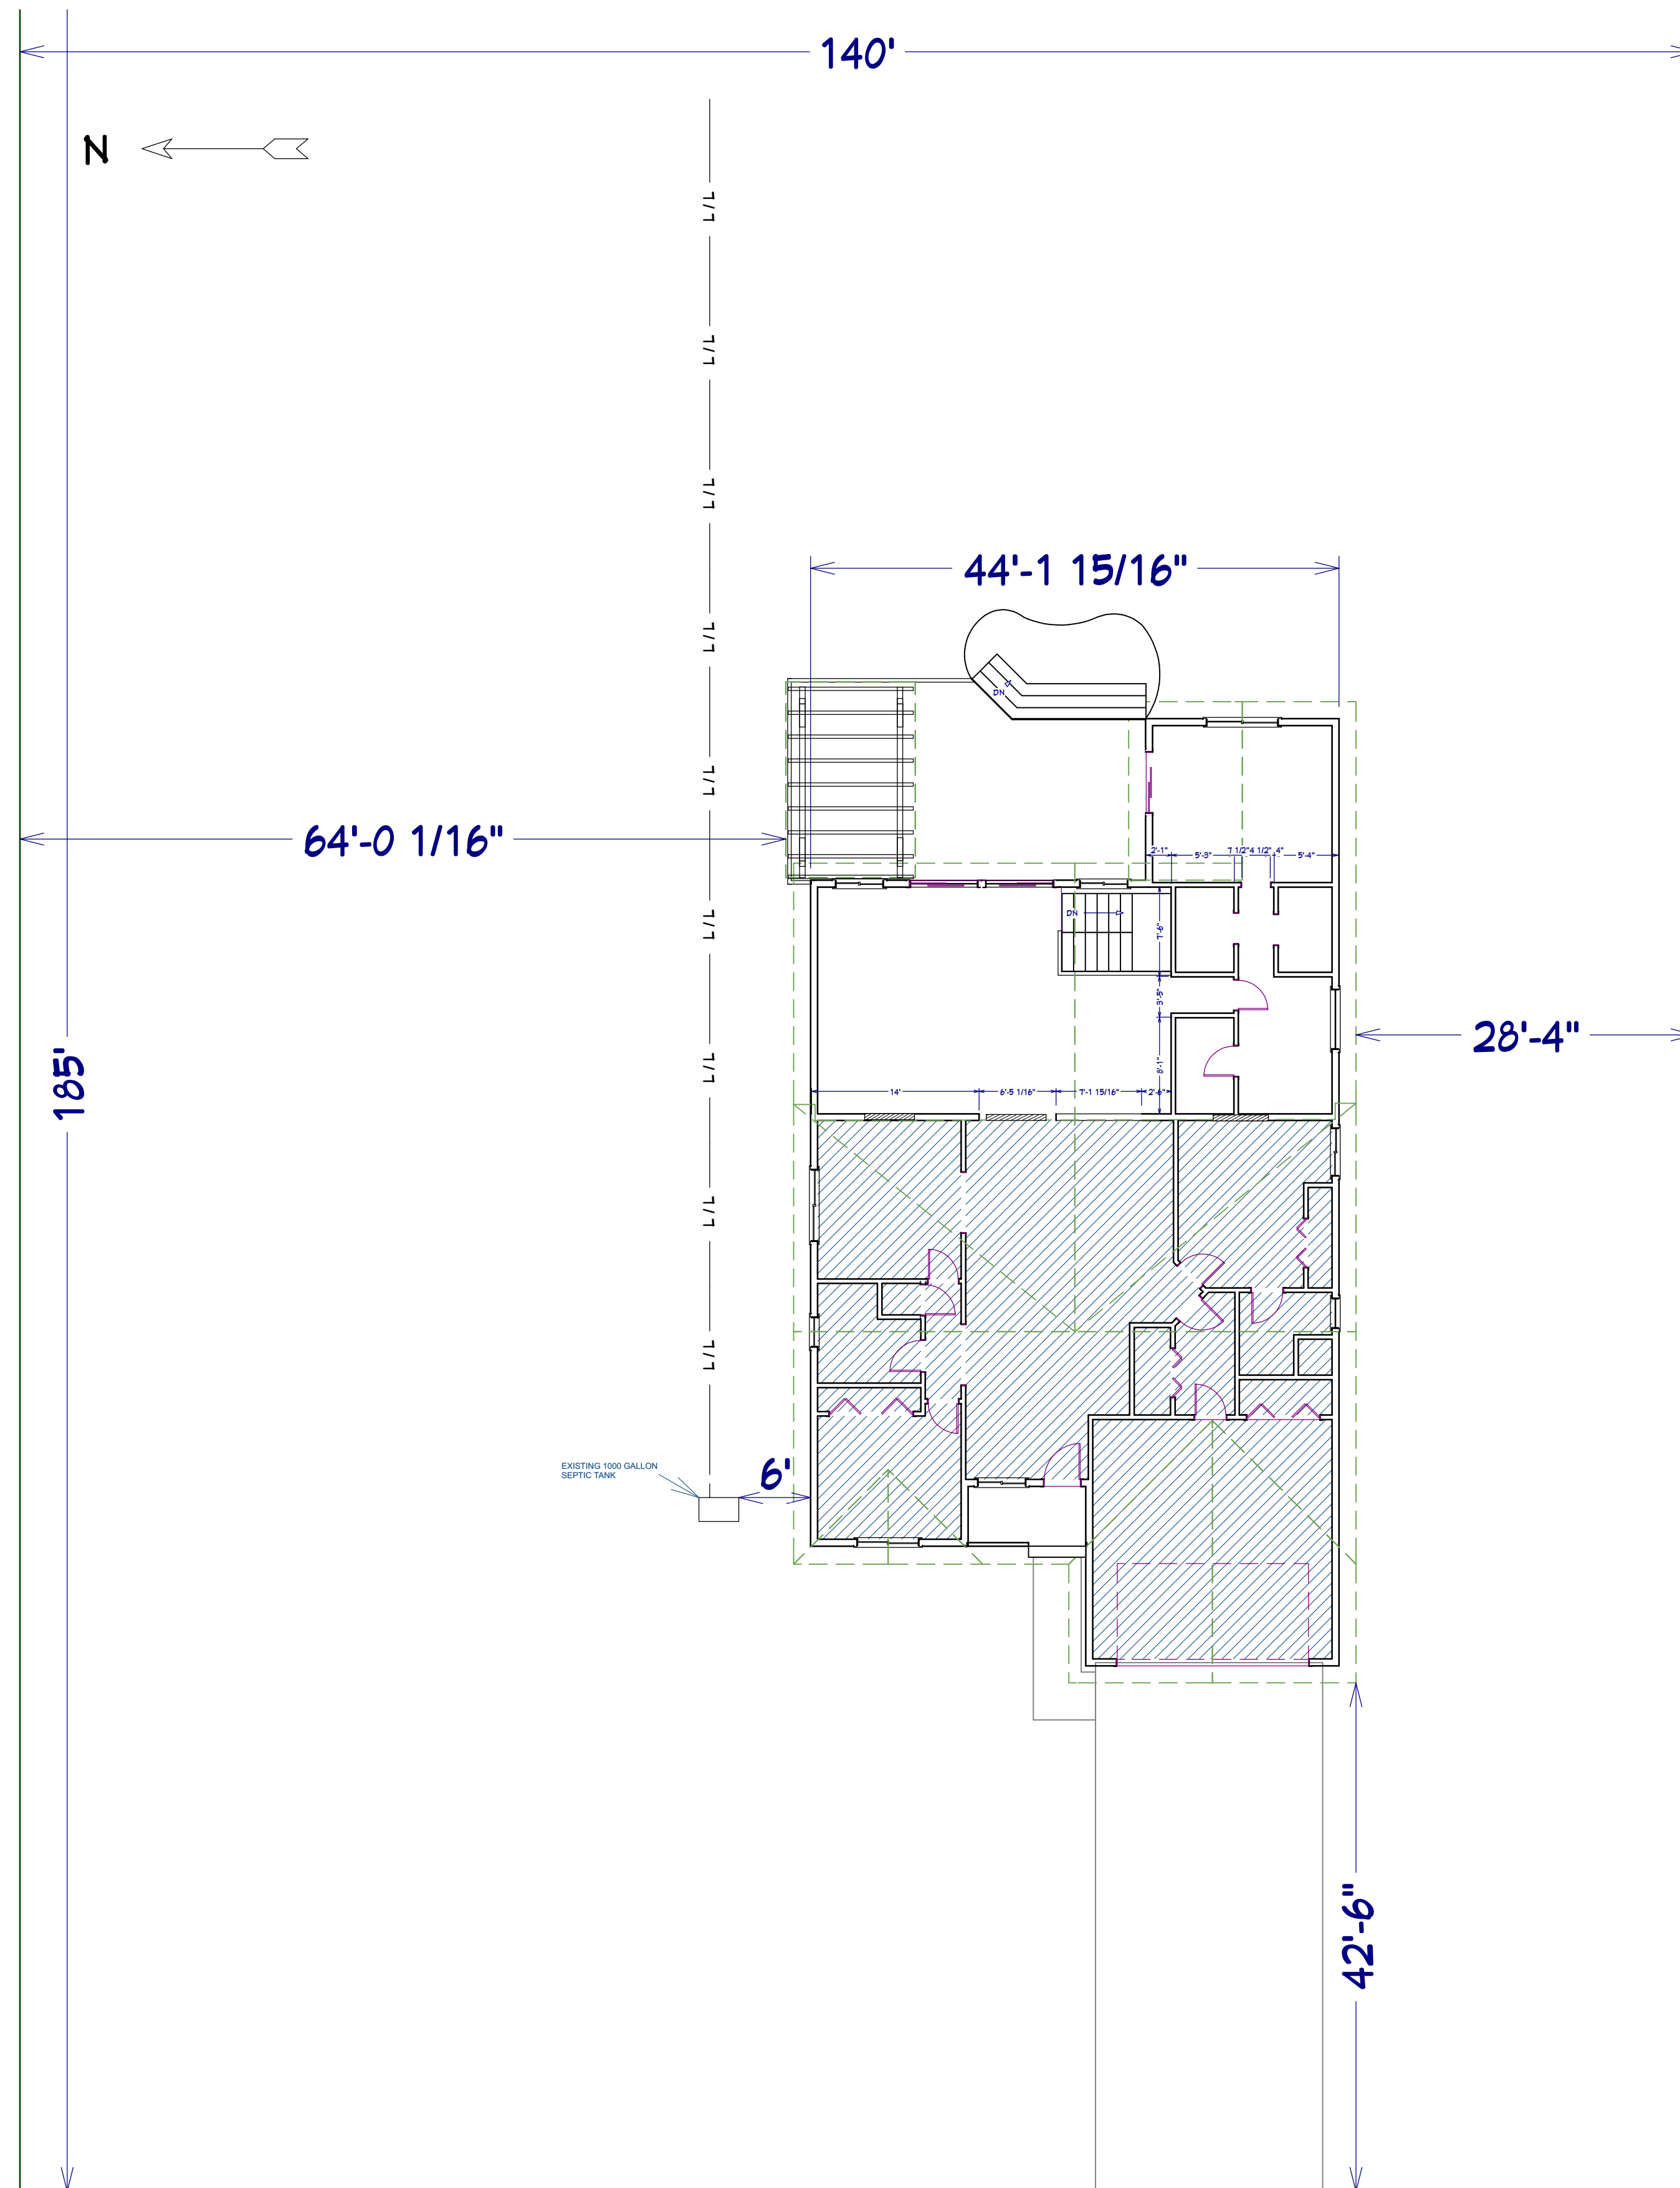 140'
N
L/L
L/L
L/L
44'-1 15/16"
L/L
DN
L/L
64'-0 1/16"
2'-1"
5'-3"
7 1/2"
4 1/2"
4"
5'-4"
DN
L/L
7'-6"
3'-5"
28'-4"
185'
L/L
8'-1"
14'
6'-5 1/16"
7'-1 15/16"
2'-6"
L/L
L/L
EXISTING 1000 GALLON
SEPTIC TANK
6'
42'-6"